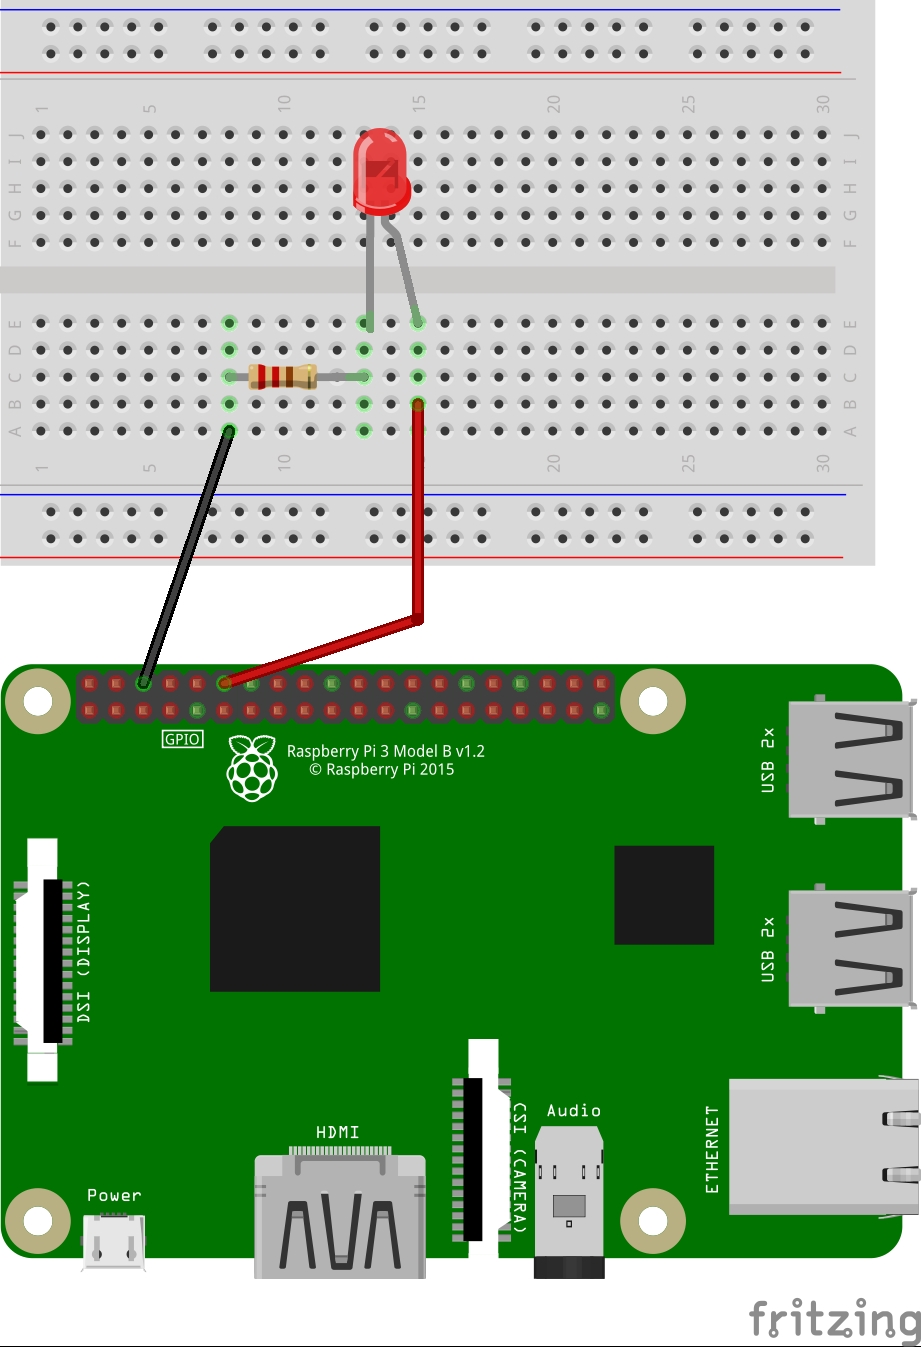 1 5 10 15 20 25 30
J J
I I
H H
G G
F F
E E
D D
C C
B B
A A
1 5 10 15 20 25 30
GPIO
Raspberry Pi 3 Model B v1.2
© Raspberry Pi 2015
USB 2x
DSI (DISPLAY)
USB 2x
CSI (CAMERA)
Audio
ETHERNET
HDMI
Power
fritzing